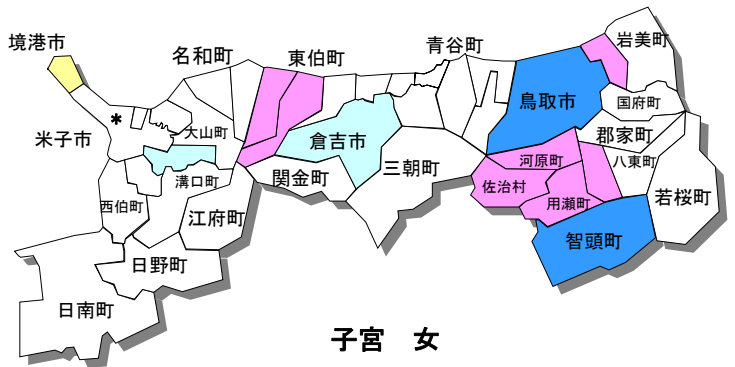 境港市
名和町
東伯町
青谷町
岩美町
鳥取市
国府町
米子市
*
大山町
倉吉市
郡家町
八東町
河原町
三朝町
関金町
溝口町
佐治村
用瀬町
若桜町
西伯町
江府町
智頭町
日野町
日南町
子宮　女